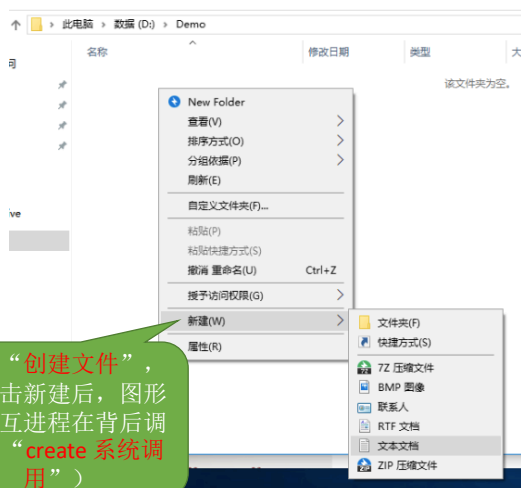 此电脑 › 数据 (D:) › Demo
名称 修改日期 类型
该文件夹为空。
New Folder
查看(V)
排序方式(O)
分组依据(P)
刷新(E)
自定义文件夹(F)...
粘贴(P)
粘贴快捷方式(S)
撤消 重命名(U) Ctrl+Z
授予访问权限(G)
新建(W)
属性(R)
文件夹(F)
快捷方式(S)
7Z 压缩文件
BMP 图像
联系人
RTF 文档
文本文档
ZIP 压缩文件
“创建文件”，
击新建后，图形
互进程在背后调
“create 系统调
用”）